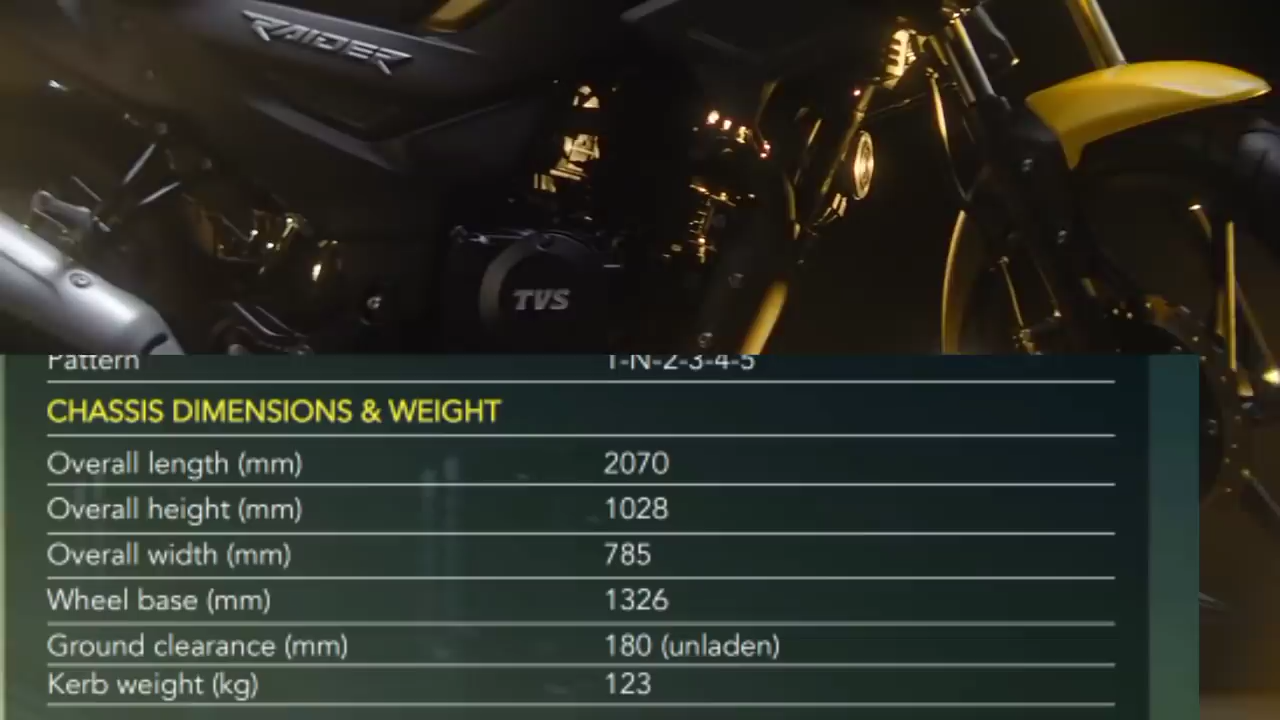 RAIDER
TVS
Pattern 1-N-2-3-4-5
CHASSIS DIMENSIONS & WEIGHT
Overall length (mm) 2070
Overall height (mm) 1028
Overall width (mm) 785
Wheel base (mm) 1326
Ground clearance (mm) 180 (unladen)
Kerb weight (kg) 123